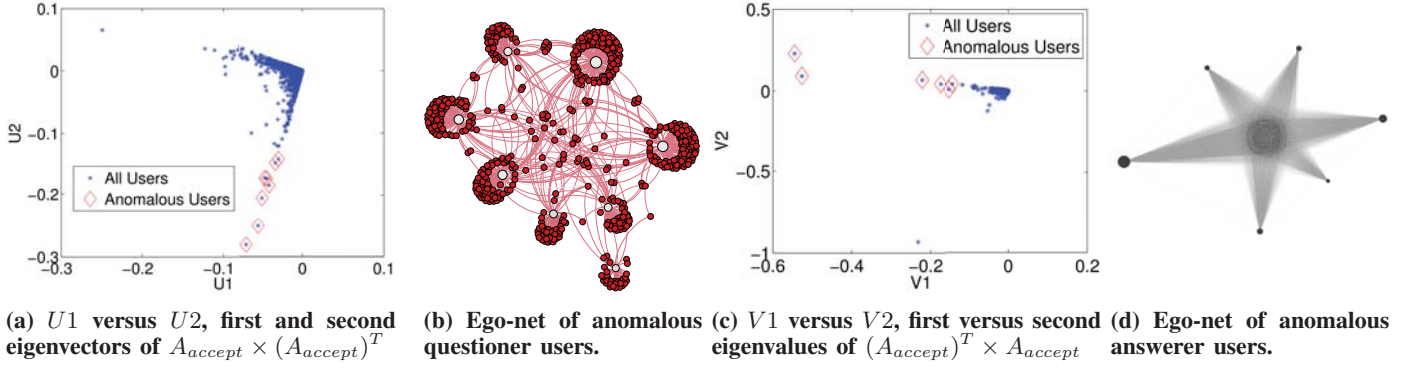 0.1
0
−0.1
−0.2
−0.3
U2
All Users
Anomalous Users
−0.3
−0.2
−0.1
0
0.1
U1
0.5
0
−0.5
−1
V2
All Users
Anomalous Users
−0.6
−0.4
−0.2
0
0.2
V1
(a) U1 versus U2, first and second
eigenvectors of A_accept × (A_accept)^T
(b) Ego-net of anomalous
questioner users.
(c) V1 versus V2, first versus second
eigenvalues of (A_accept)^T × A_accept
(d) Ego-net of anomalous
answerer users.